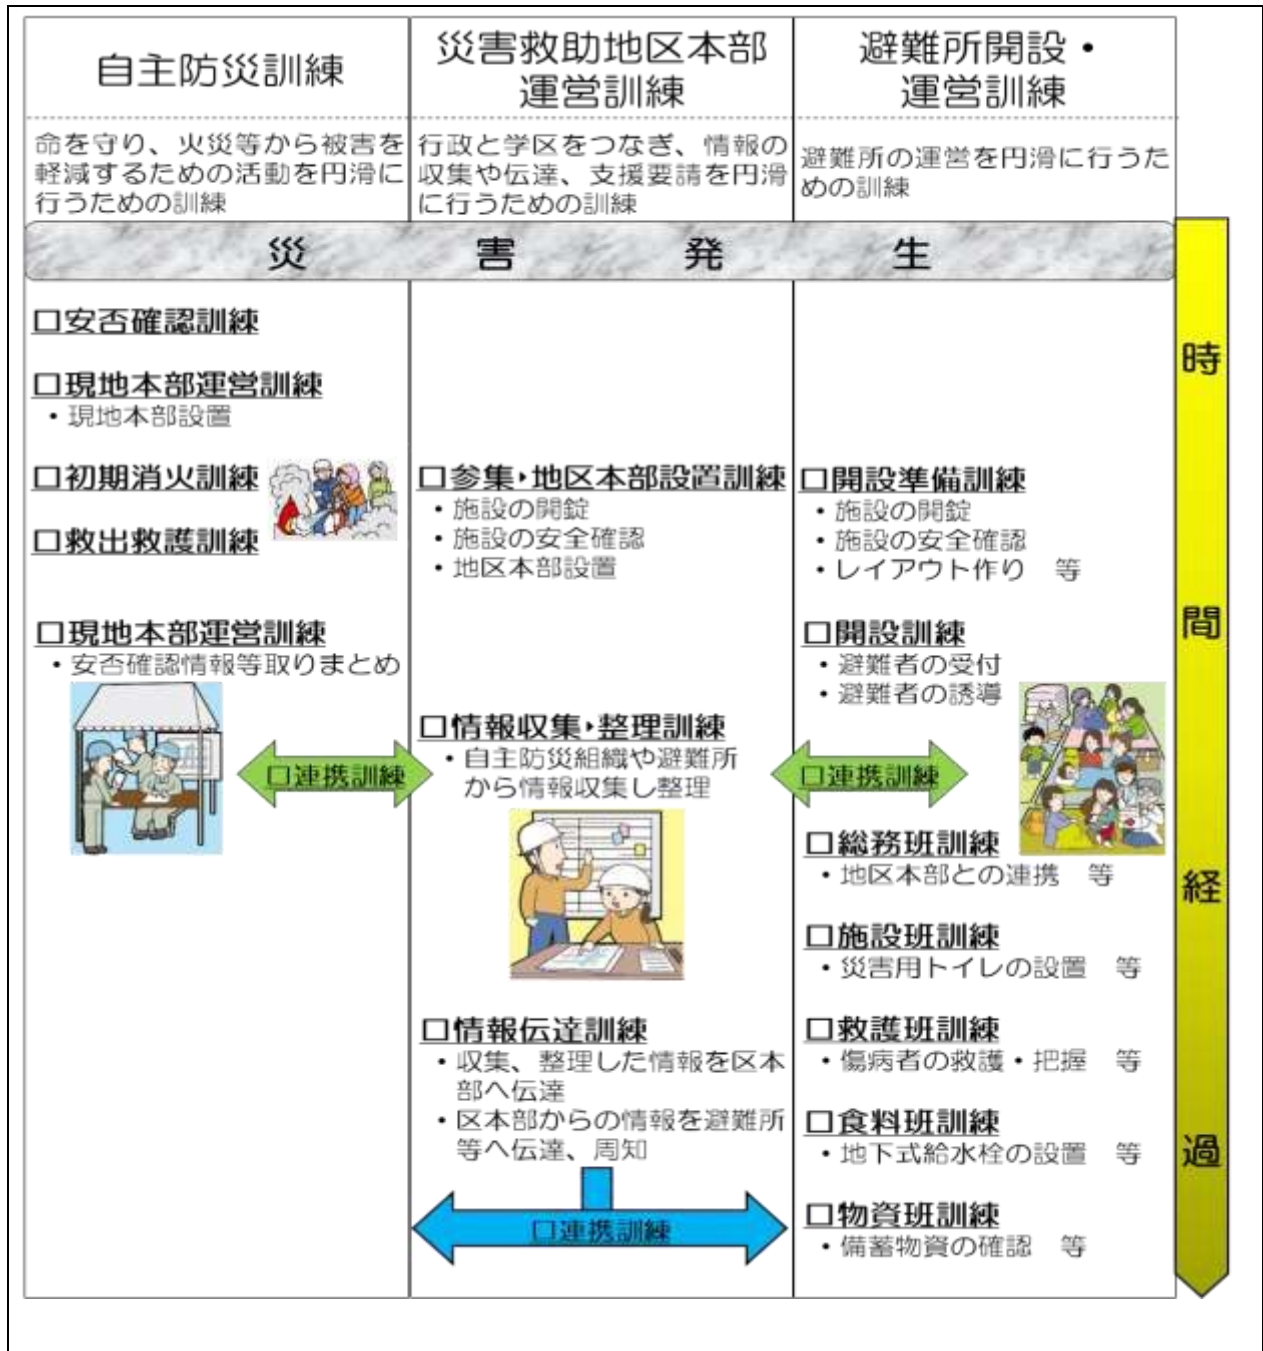 自主防災訓練
命を守り、火災等から被害を
軽減するための活動を円滑に
行うための訓練
災害救助地区本部
運営訓練
行政と学区をつなぎ、情報の
収集や伝達、支援要請を円滑
に行うための訓練
避難所開設・
運営訓練
避難所の運営を円滑に行うた
めの訓練
災害発生
□安否確認訓練
□現地本部運営訓練
・現地本部設置
□初期消火訓練
□救出救護訓練
□現地本部運営訓練
・安否確認情報等取りまとめ
□連携訓練
□参集・地区本部設置訓練
・施設の開錠
・施設の安全確認
・地区本部設置
□情報収集・整理訓練
・自主防災組織や避難所
から情報収集し整理
□情報伝達訓練
・収集、整理した情報を区本
部へ伝達
・区本部からの情報を避難所
等へ伝達、周知
□連携訓練
□開設準備訓練
・施設の開錠
・施設の安全確認
・レイアウト作り　等
□開設訓練
・避難者の受付
・避難者の誘導
□連携訓練
□総務班訓練
・地区本部との連携　等
□施設班訓練
・災害用トイレの設置　等
□救護班訓練
・傷病者の救護・把握　等
□食料班訓練
・地下式給水栓の設置　等
□物資班訓練
・備蓄物資の確認　等
時間経過